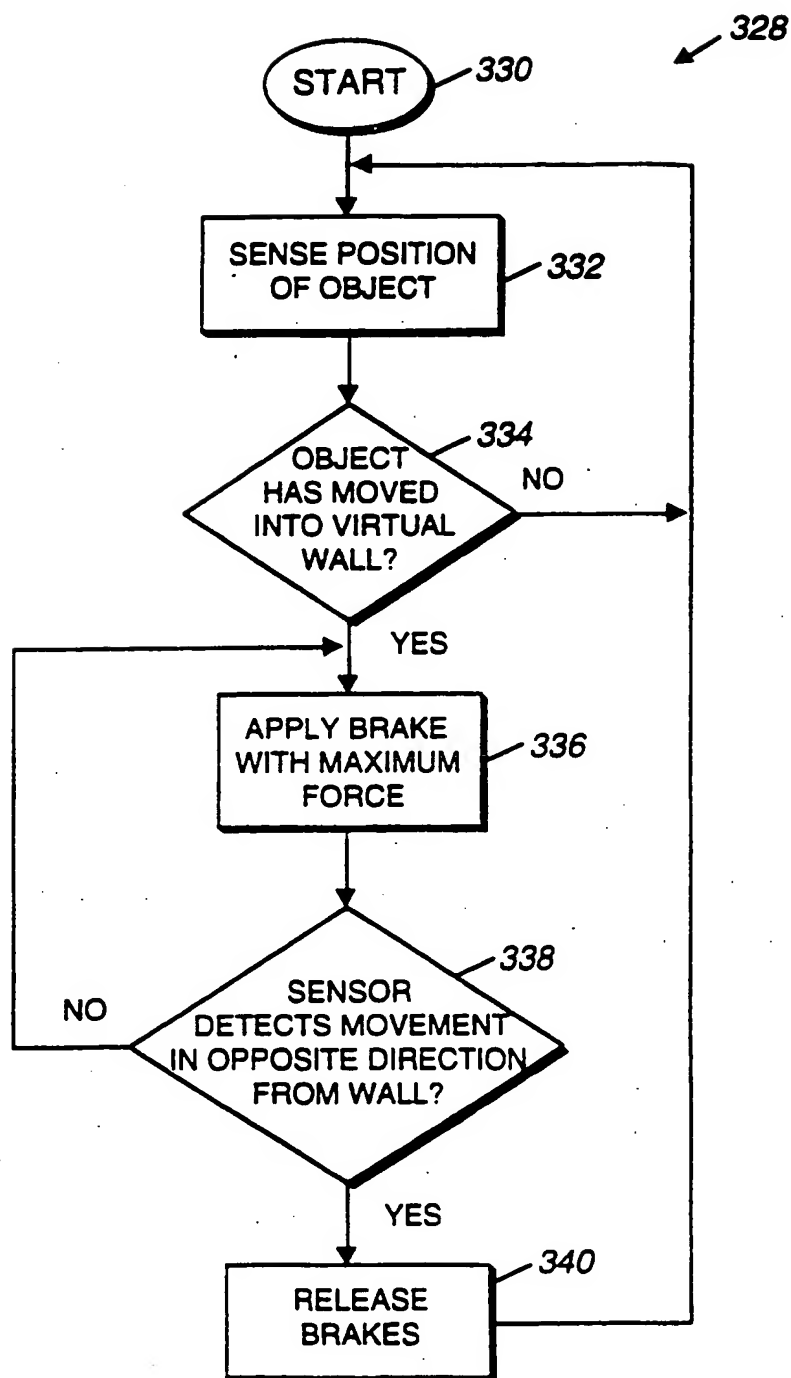 328
START
330
SENSE POSITION
OF OBJECT
332
334
OBJECT
HAS MOVED
INTO VIRTUAL
WALL?
NO
YES
APPLY BRAKE
WITH MAXIMUM
FORCE
336
338
SENSOR
DETECTS MOVEMENT
IN OPPOSITE DIRECTION
FROM WALL?
NO
YES
340
RELEASE
BRAKES